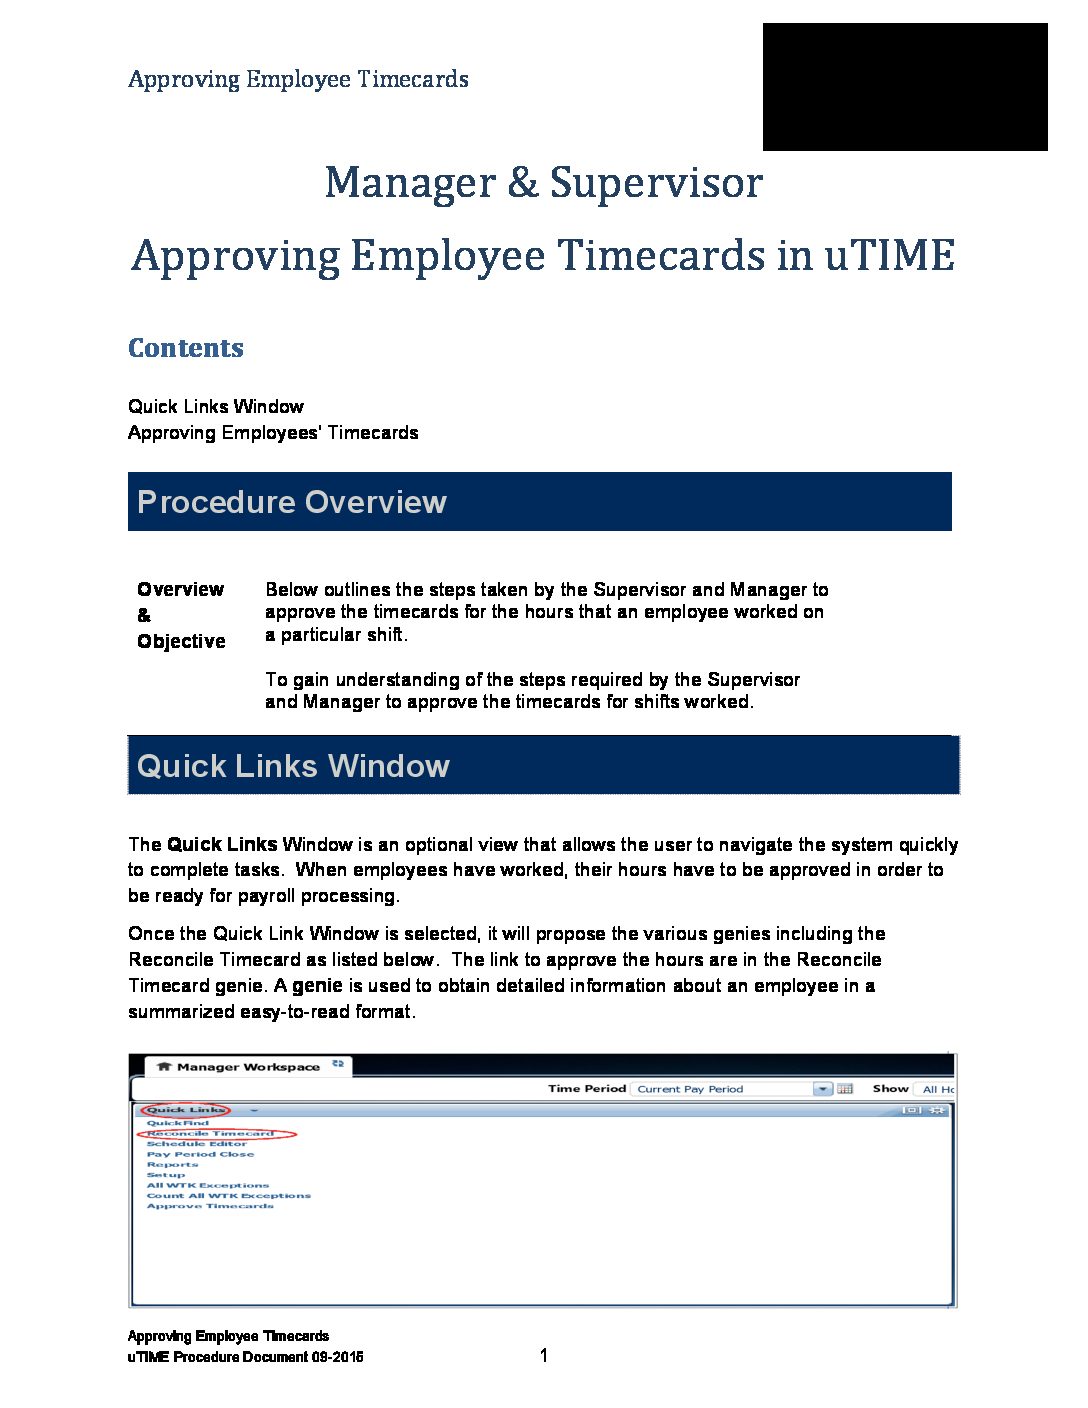 Approving Employee Timecards
Manager & Supervisor
Approving Employee Timecards in uTIME
Contents
Quick Links Window
Approving Employees' Timecards
Procedure Overview
Overview
&
Objective
Below outlines the steps taken by the Supervisor and Manager to
approve the timecards for the hours that an employee worked on
a particular shift.
To gain understanding of the steps required by the Supervisor
and Manager to approve the timecards for shifts worked.
Quick Links Window
The Quick Links Window is an optional view that allows the user to navigate the system quickly
to complete tasks.  When employees have worked, their hours have to be approved in order to
be ready for payroll processing.
Once the Quick Link Window is selected, it will propose the various genies including the
Reconcile Timecard as listed below.  The link to approve the hours are in the Reconcile
Timecard genie. A genie is used to obtain detailed information about an employee in a
summarized easy-to-read format.
Manager Workspace
Time Period Current Pay Period Show All Ho
Quick Links
QuickFind
Reconcile Timecard
Schedule Editor
Pay Period Close
Reports
Setup
All WTK Exceptions
Count All WTK Exceptions
Approve Timecards
Approving Employee Timecards
uTIME Procedure Document 09-2015 1